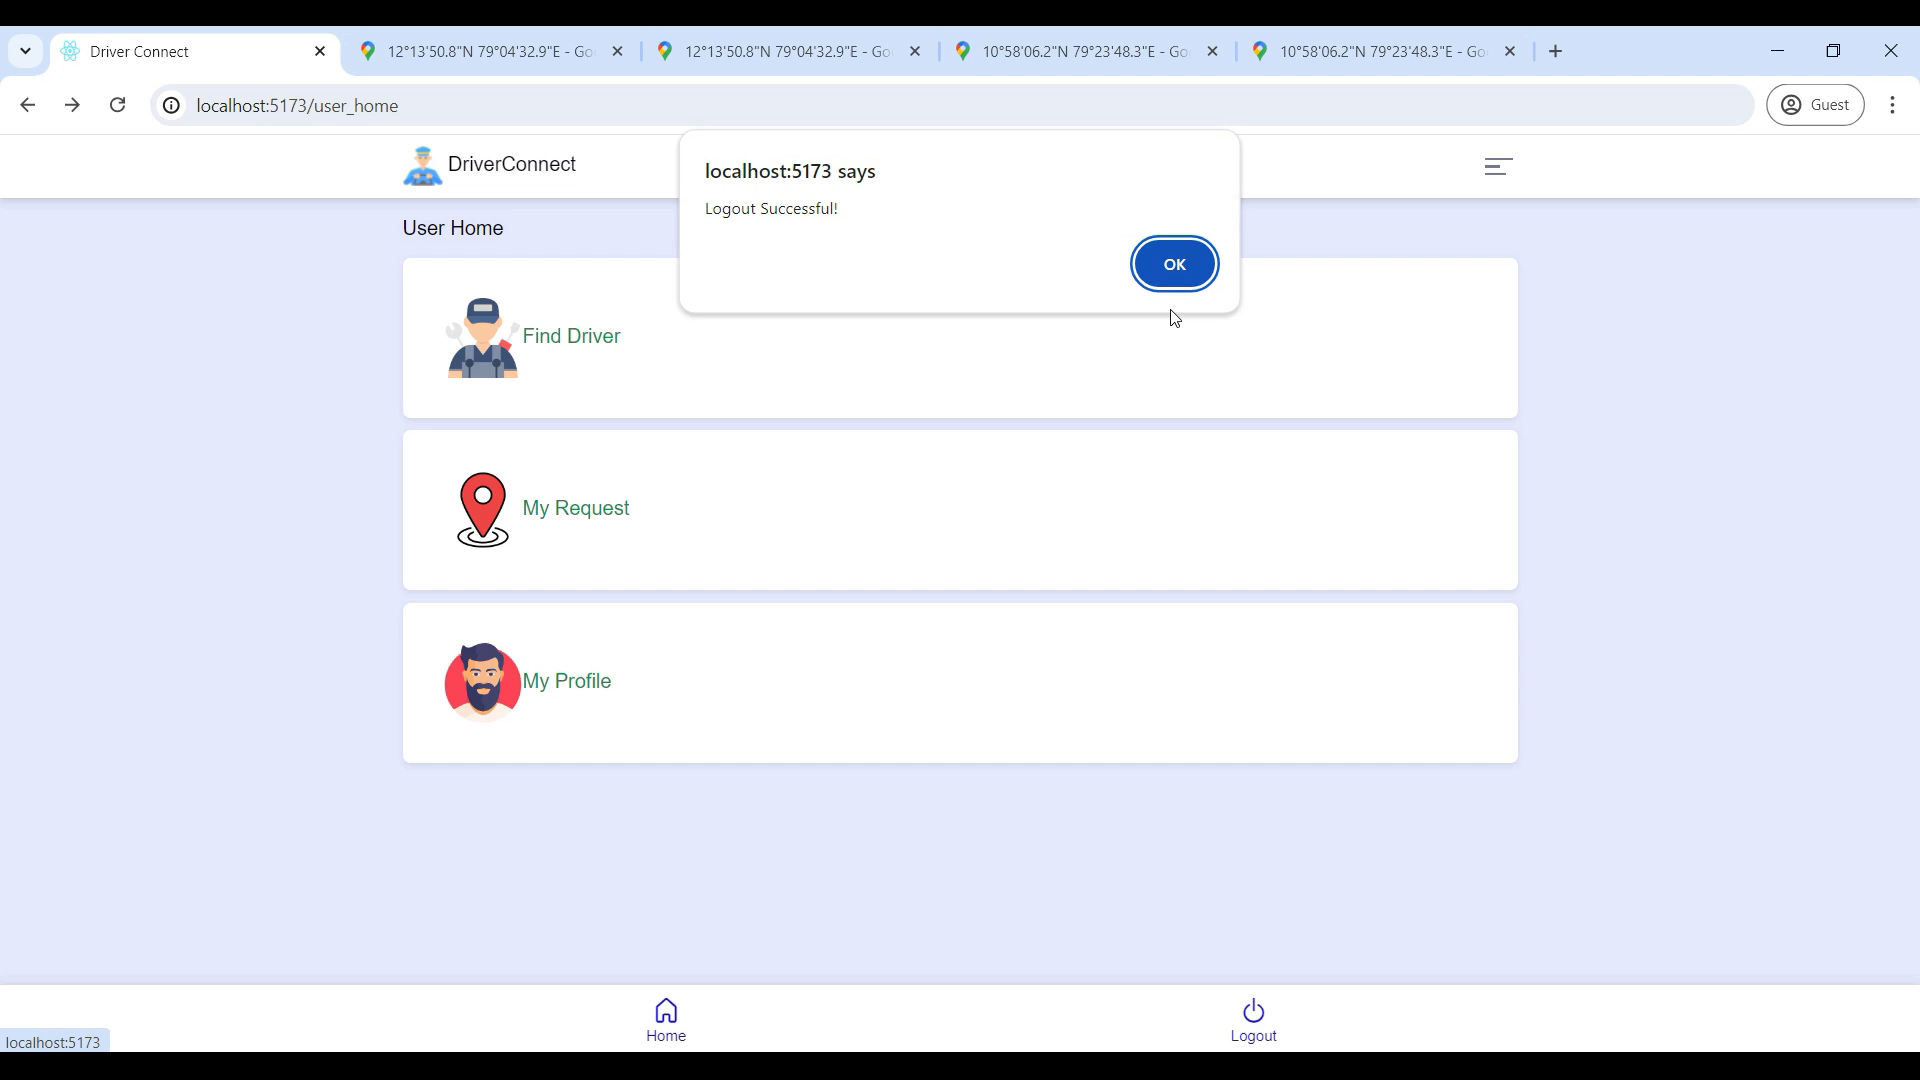 Driver Connect
12°13'50.8"N 79°04'32.9"E - Go
12°13'50.8"N 79°04'32.9"E - Go
10°58'06.2"N 79°23'48.3"E - Go
10°58'06.2"N 79°23'48.3"E - Go
localhost:5173/user_home
Guest
DriverConnect
localhost:5173 says
Logout Successful!
OK
User Home
Find Driver
My Request
My Profile
Home
Logout
localhost:5173